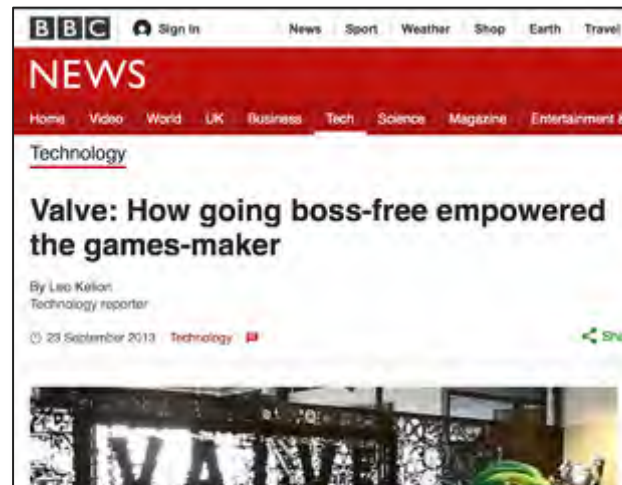 BBC Sign in News Sport Weather Shop Earth Travel
NEWS
Home Video World UK Business Tech Science Magazine Entertainment &
Technology
Valve: How going boss-free empowered
the games-maker
By Leo Kelion
Technology reporter
23 September 2013 Technology Sha
VALVE